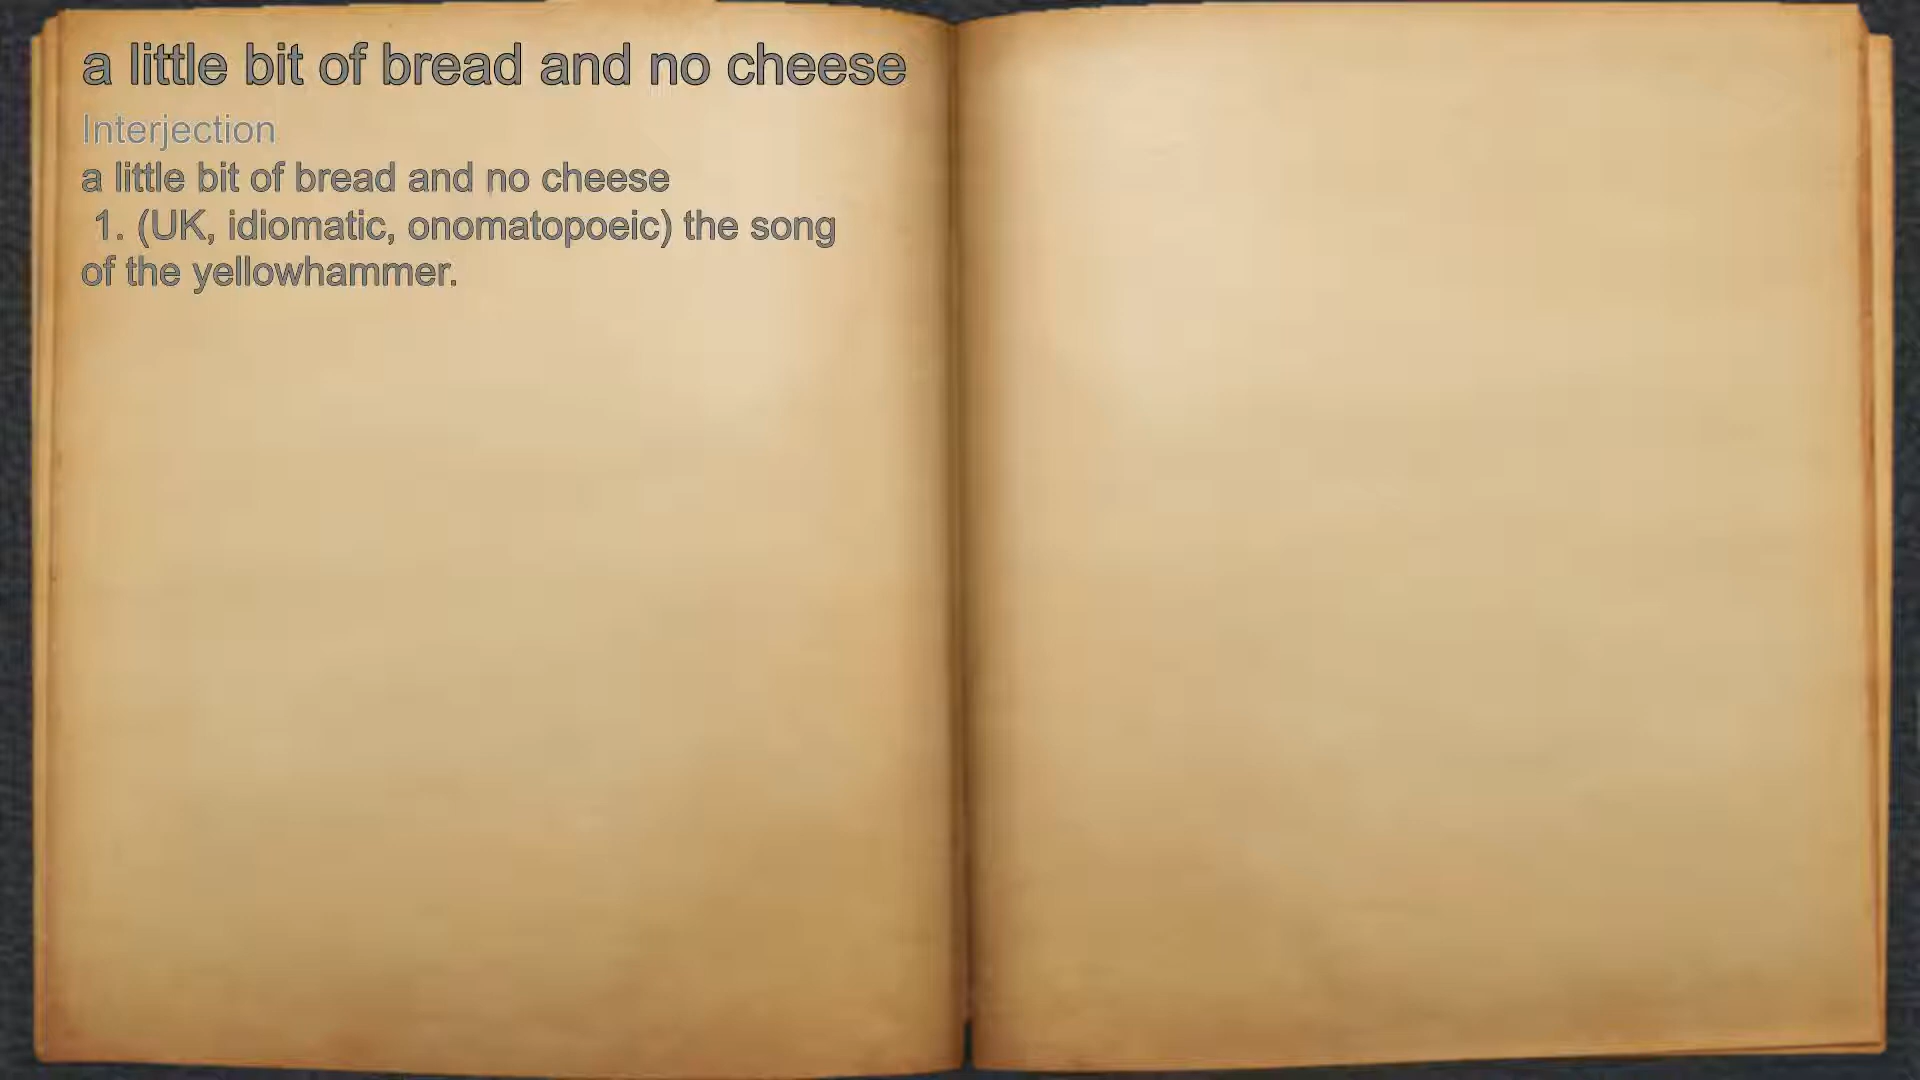 a little bit of bread and no cheese
Interjection
a little bit of bread and no cheese
1. (UK, idiomatic, onomatopoeic) the song
of the yellowhammer.